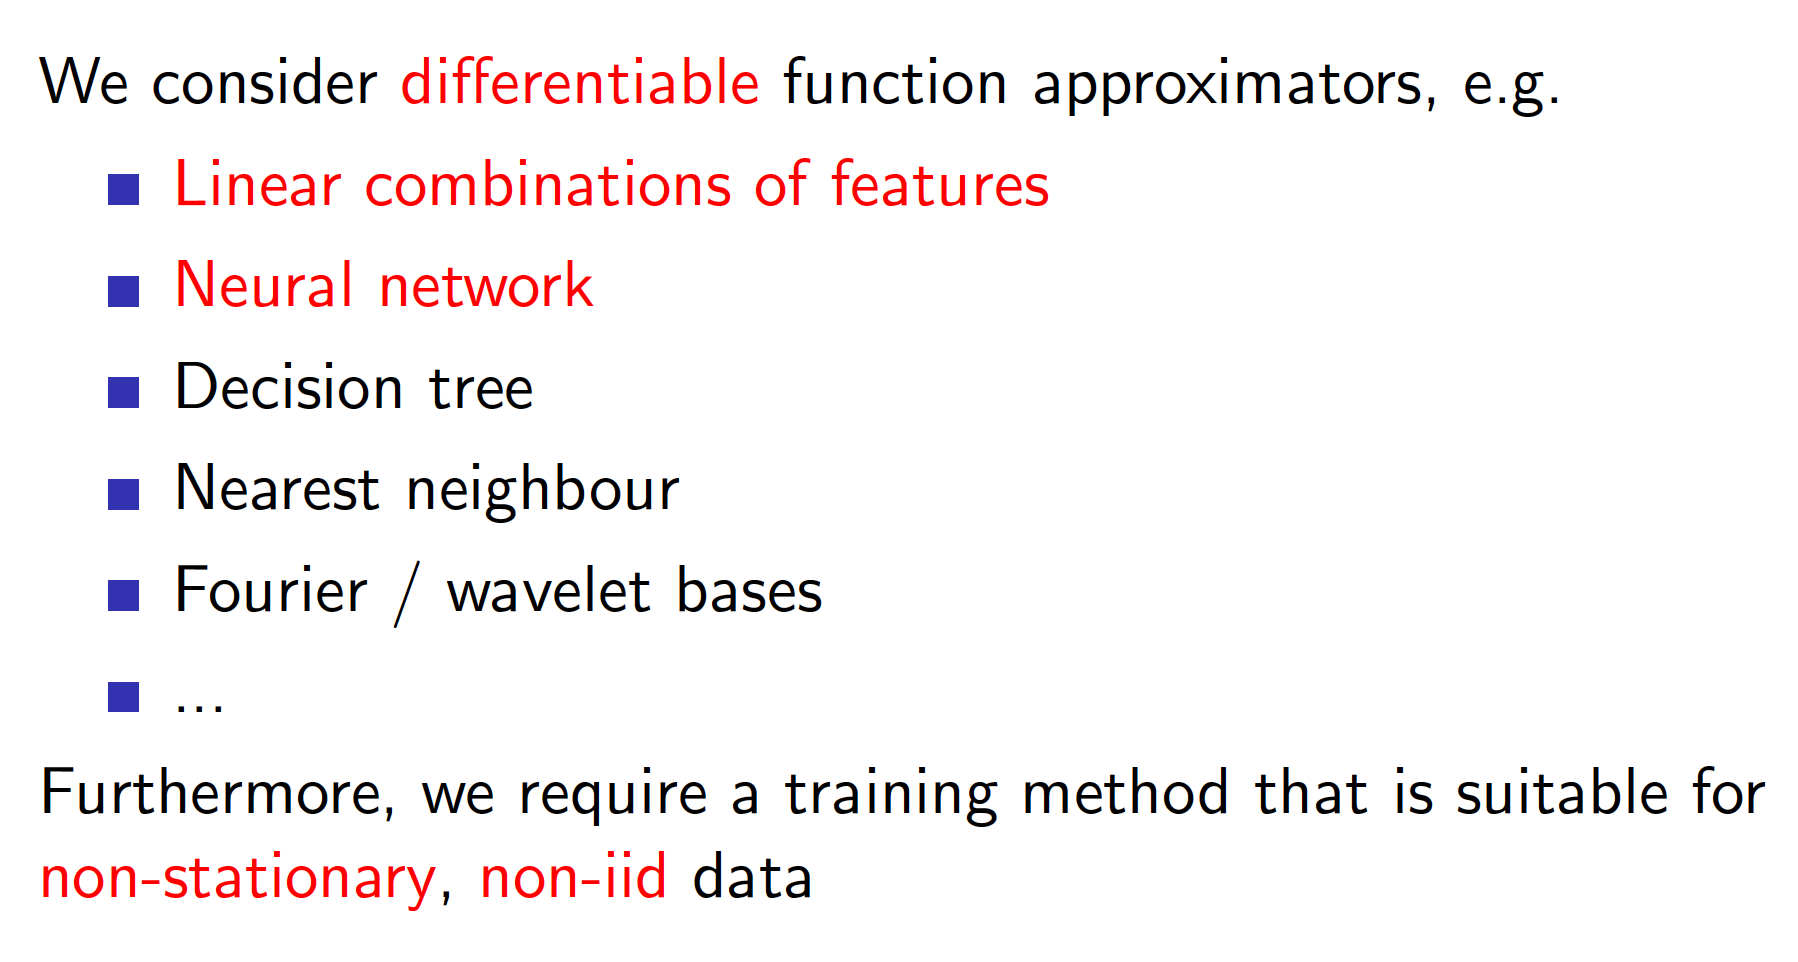 We consider differentiable function approximators, e.g.
Linear combinations of features
Neural network
Decision tree
Nearest neighbour
Fourier / wavelet bases
...
Furthermore, we require a training method that is suitable for
non-stationary, non-iid data